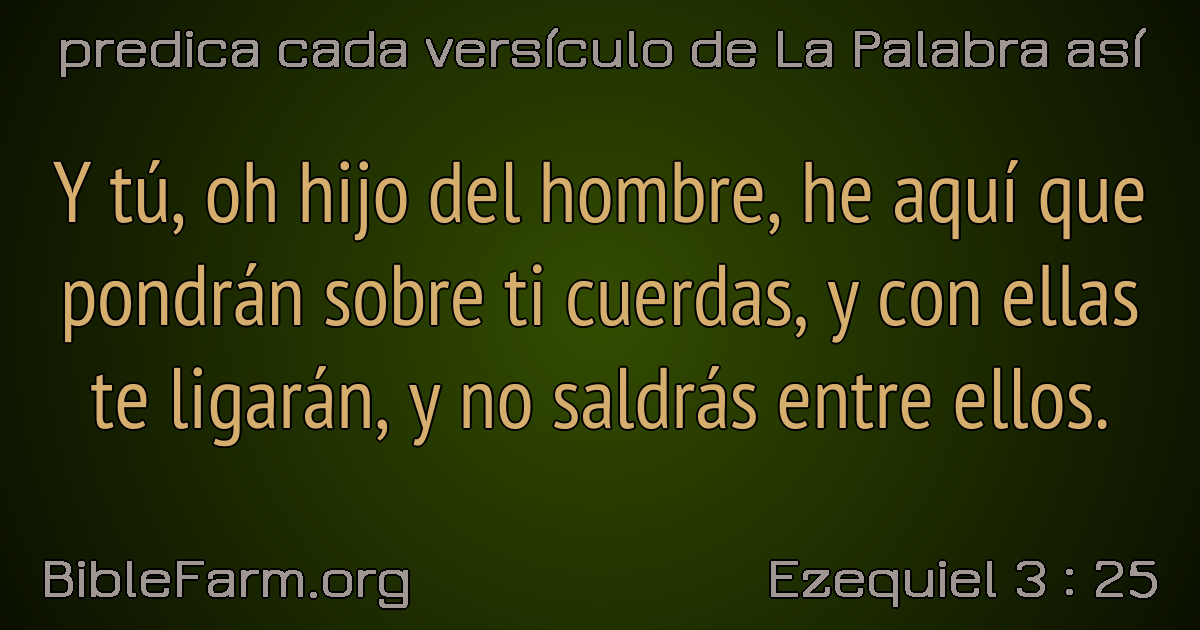 predica cada versículo de La Palabra así
Y tú, oh hijo del hombre, he aquí que
pondrán sobre ti cuerdas, y con ellas
te ligarán, y no saldrás entre ellos.
BibleFarm.org
Ezequiel 3 : 25